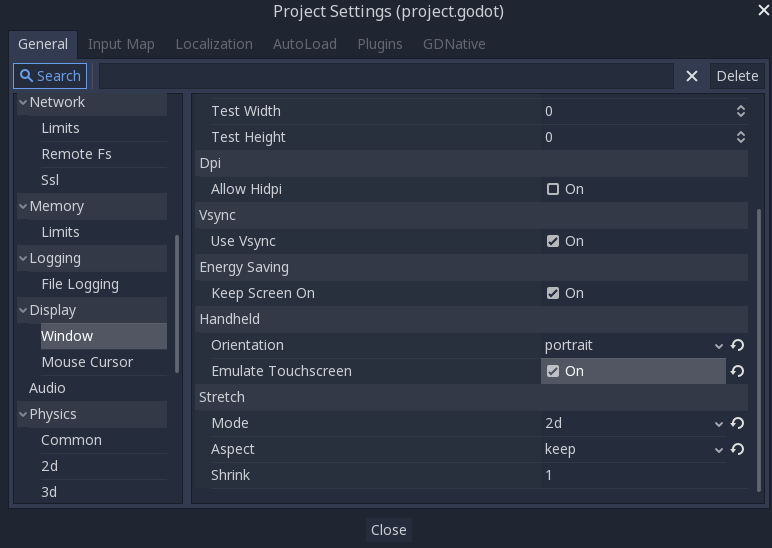 Project Settings (project.godot)
General Input Map Localization AutoLoad Plugins GDNative
Search Delete
Network
Limits
Remote Fs
Ssl
Memory
Limits
Logging
File Logging
Display
Window
Mouse Cursor
Audio
Physics
Common
2d
3d
Test Width 0
Test Height 0
Dpi
Allow Hidpi On
Vsync
Use Vsync On
Energy Saving
Keep Screen On On
Handheld
Orientation portrait
Emulate Touchscreen On
Stretch
Mode 2d
Aspect keep
Shrink 1
Close